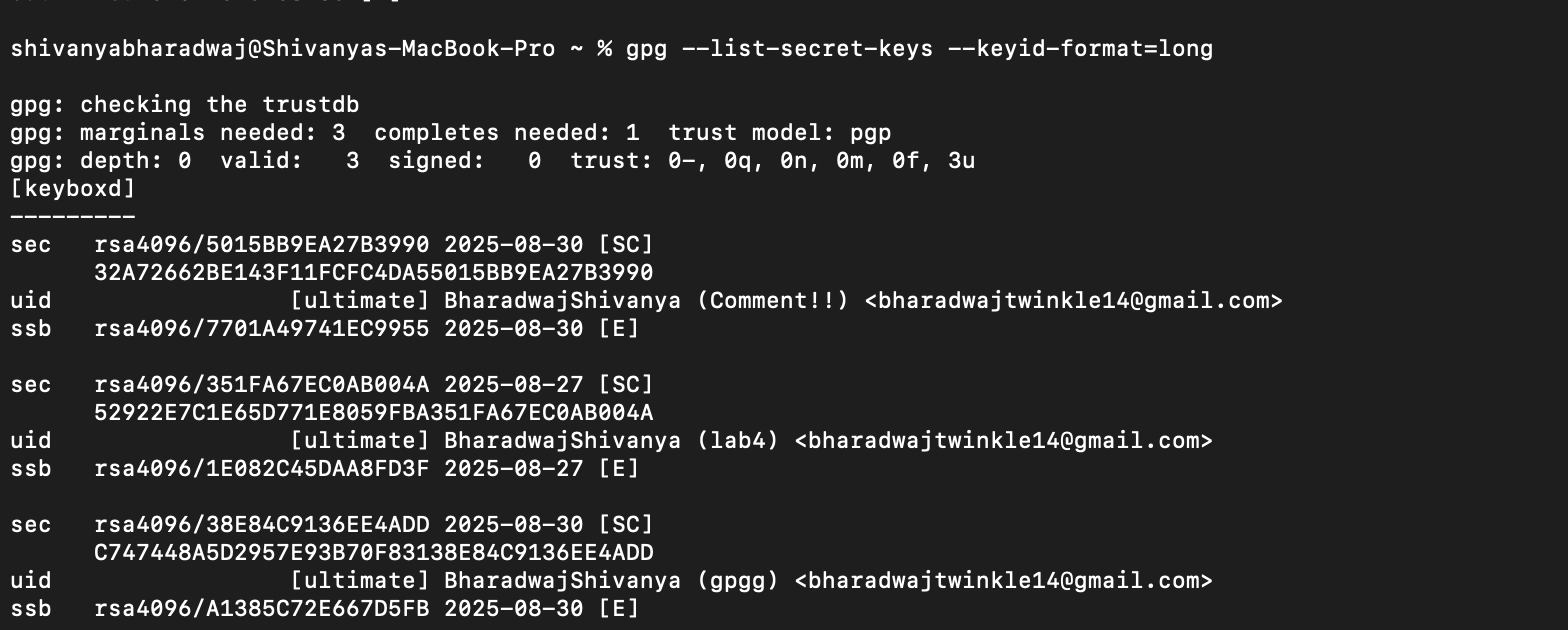 shivanyabharadwaj@Shivanyas-MacBook-Pro ~ % gpg --list-secret-keys --keyid-format=long
gpg: checking the trustdb
gpg: marginals needed: 3  completes needed: 1  trust model: pgp
gpg: depth: 0  valid:   3  signed:   0  trust: 0-, 0q, 0n, 0m, 0f, 3u
[keyboxd]
---------
sec   rsa4096/5015BB9EA27B3990 2025-08-30 [SC]
      32A72662BE143F11FCFC4DA55015BB9EA27B3990
uid                 [ultimate] BharadwajShivanya (Comment!!) <bharadwajtwinkle14@gmail.com>
ssb   rsa4096/7701A49741EC9955 2025-08-30 [E]
sec   rsa4096/351FA67EC0AB004A 2025-08-27 [SC]
      52922E7C1E65D771E8059FBA351FA67EC0AB004A
uid                 [ultimate] BharadwajShivanya (lab4) <bharadwajtwinkle14@gmail.com>
ssb   rsa4096/1E082C45DAA8FD3F 2025-08-27 [E]
sec   rsa4096/38E84C9136EE4ADD 2025-08-30 [SC]
      C747448A5D2957E93B70F83138E84C9136EE4ADD
uid                 [ultimate] BharadwajShivanya (gpgg) <bharadwajtwinkle14@gmail.com>
ssb   rsa4096/A1385C72E667D5FB 2025-08-30 [E]